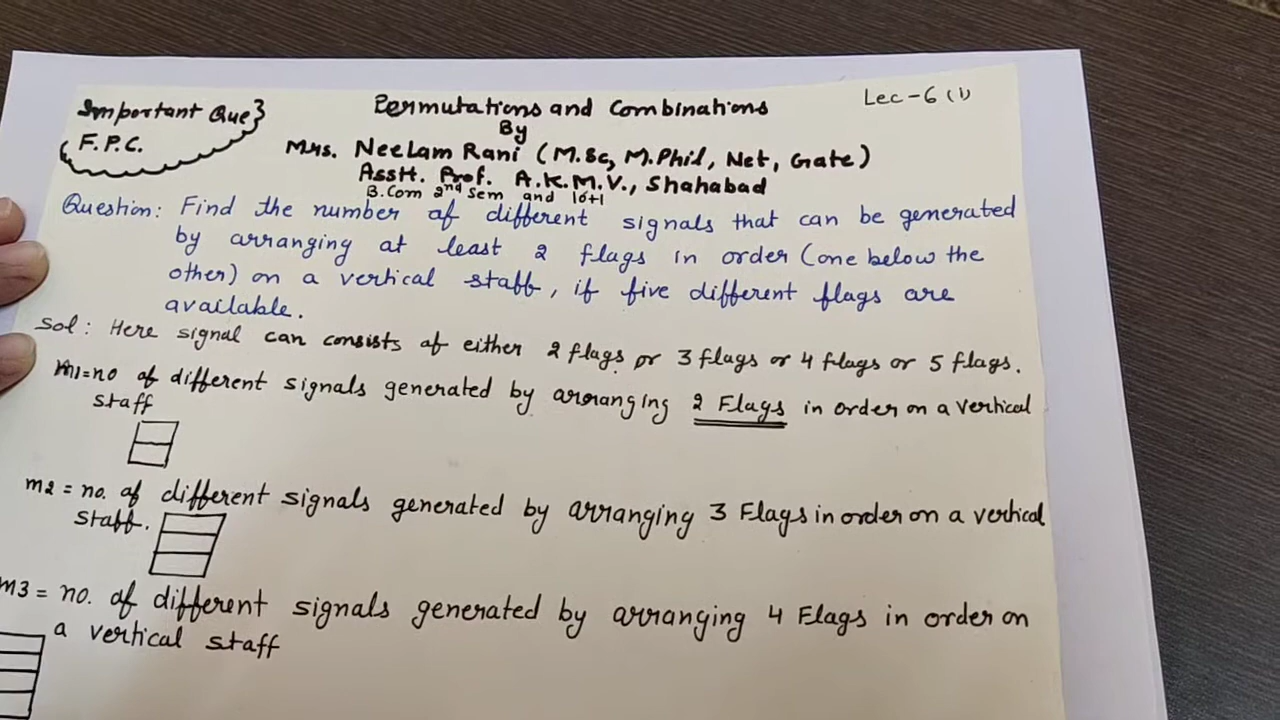 Important Que
F.P.C.
Permutations and Combinations
Lec-6 (1)
By
Mrs. Neelam Rani (M.Sc, M.Phil, Net, Gate)
Asstt. Prof. A.K.M.V., Shahabad
B.Com 2nd Sem and 10+1
Question: Find the number of different signals that can be generated
by arranging at least 2 flags in order (one below the
other) on a vertical staff, if five different flags are
available.
Sol: Here signal can consists of either 2 flags or 3 flags or 4 flags or 5 flags.
m1=no of different signals generated by arranging 2 Flags in order on a vertical
staff
m2 = no. of different signals generated by arranging 3 Flags in order on a vertical
staff.
m3 = no. of different signals generated by arranging 4 Flags in order on
a vertical staff